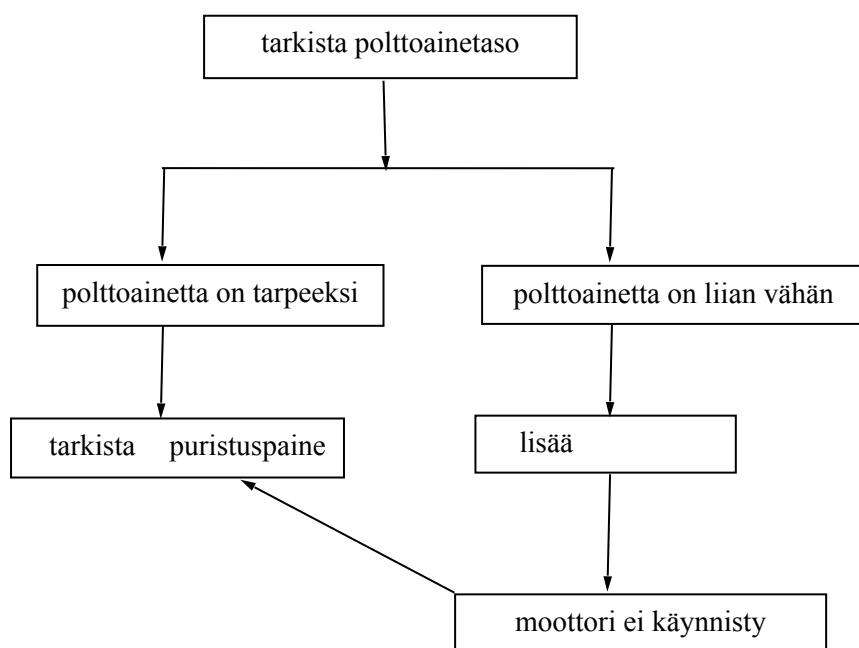 tarkista polttoainetaso
polttoainetta on tarpeeksi
polttoainetta on liian vähän
tarkista puristuspaine
lisää
moottori ei käynnisty